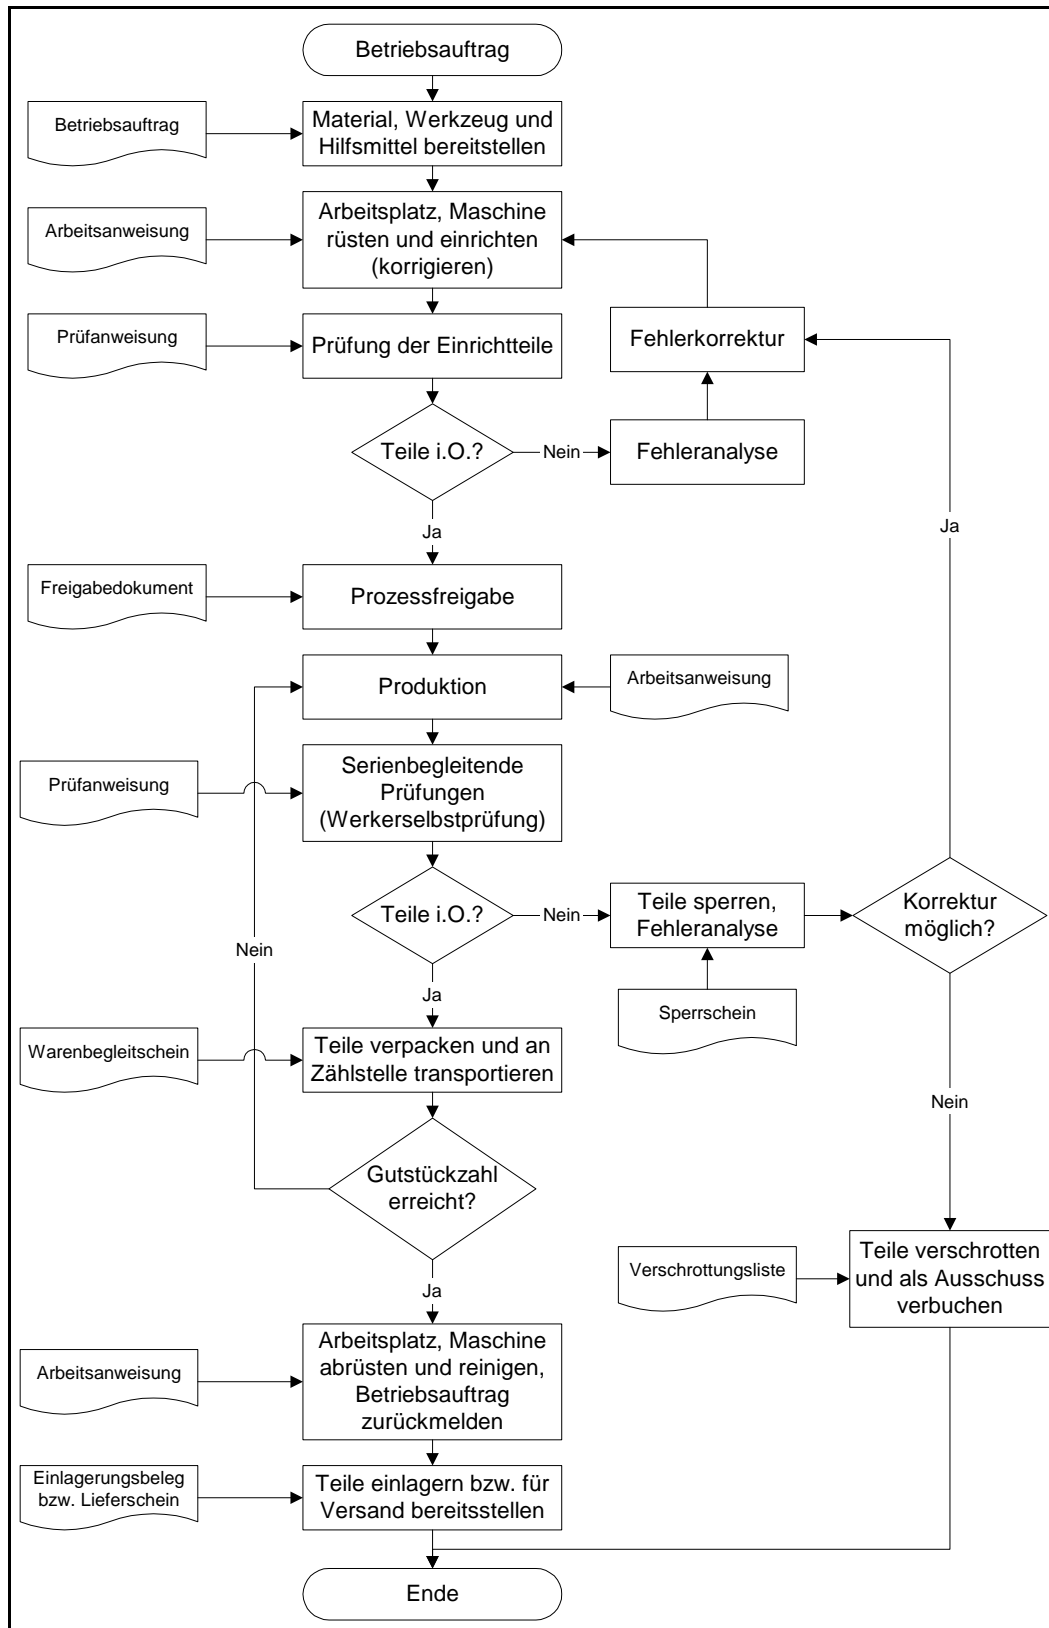 Betriebsauftrag
Betriebsauftrag
Material, Werkzeug und
Hilfsmittel bereitstellen
Arbeitsanweisung
Arbeitsplatz, Maschine
rüsten und einrichten
(korrigieren)
Prüfanweisung
Prüfung der Einrichtteile
Fehlerkorrektur
Teile i.O.?
Nein
Fehleranalyse
Ja
Ja
Freigabedokument
Prozessfreigabe
Produktion
Arbeitsanweisung
Prüfanweisung
Serienbegleitende
Prüfungen
(Werkerselbstprüfung)
Teile i.O.?
Nein
Teile sperren,
Fehleranalyse
Korrektur
möglich?
Nein
Ja
Sperrschein
Warenbegleitschein
Teile verpacken und an
Zählstelle transportieren
Nein
Gutstückzahl
erreicht?
Verschrottungsliste
Teile verschrotten
und als Ausschuss
verbuchen
Ja
Arbeitsanweisung
Arbeitsplatz, Maschine
abrüsten und reinigen,
Betriebsauftrag
zurückmelden
Einlagerungsbeleg
bzw. Lieferschein
Teile einlagern bzw. für
Versand bereitsstellen
Ende